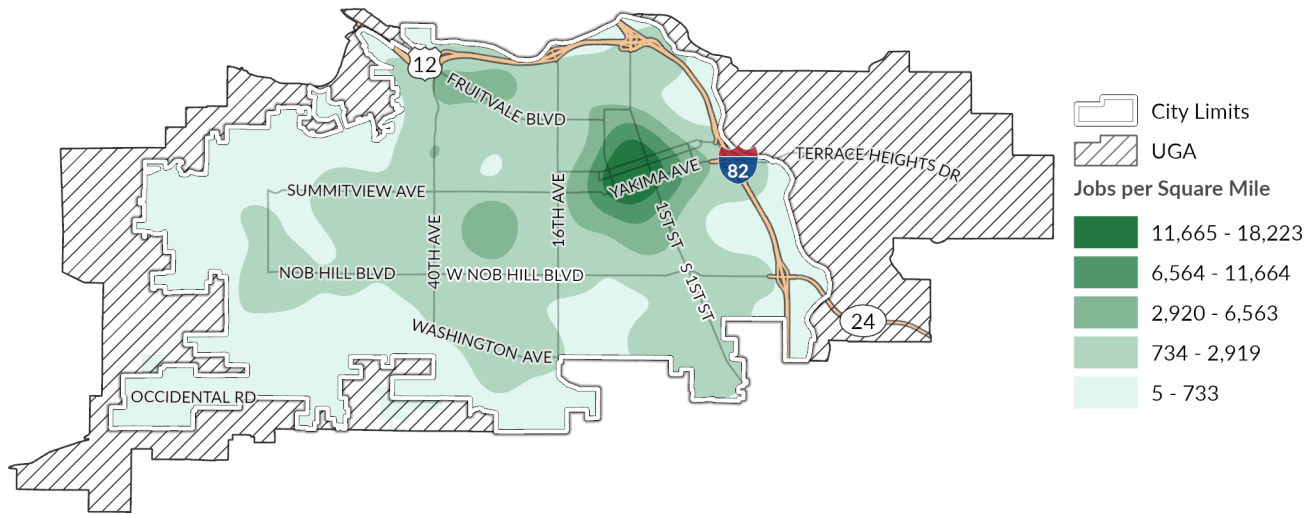 12
FRUITVALE BLVD
82
TERRACE HEIGHTS DR
SUMMITVIEW AVE
YAKIMA AVE
40TH AVE
16TH AVE
1ST ST
NOB HILL BLVD
W NOB HILL BLVD
S 1ST ST
WASHINGTON AVE
24
OCCIDENTAL RD
City Limits
UGA
Jobs per Square Mile
11,665 - 18,223
6,564 - 11,664
2,920 - 6,563
734 - 2,919
5 - 733